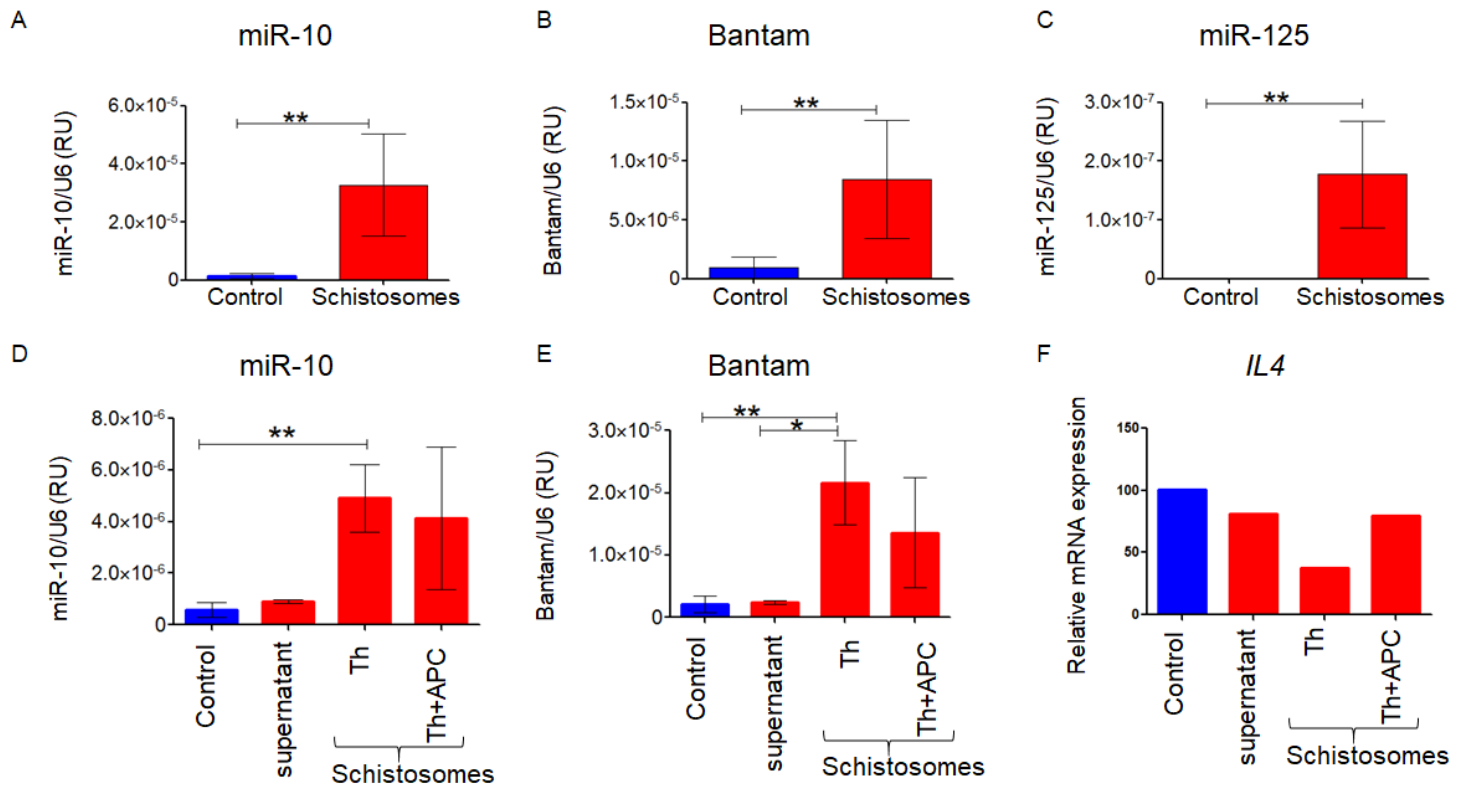 A
miR-10
miR-10/U6 (RU)
6.0×10⁻⁵
4.0×10⁻⁵
2.0×10⁻⁵
0
**
Control
Schistosomes
B
Bantam
Bantam/U6 (RU)
1.5×10⁻⁵
1.0×10⁻⁵
5.0×10⁻⁶
0
**
Control
Schistosomes
C
miR-125
miR-125/U6 (RU)
3.0×10⁻⁷
2.0×10⁻⁷
1.0×10⁻⁷
0
**
Control
Schistosomes
D
miR-10
miR-10/U6 (RU)
8.0×10⁻⁶
6.0×10⁻⁶
4.0×10⁻⁶
2.0×10⁻⁶
0
**
Control
supernatant
Th
Th+APC
Schistosomes
E
Bantam
Bantam/U6 (RU)
3.0×10⁻⁵
2.0×10⁻⁵
1.0×10⁻⁵
0
**
*
Control
supernatant
Th
Th+APC
Schistosomes
F
IL4
Relative mRNA expression
150
100
50
0
Control
supernatant
Th
Th+APC
Schistosomes